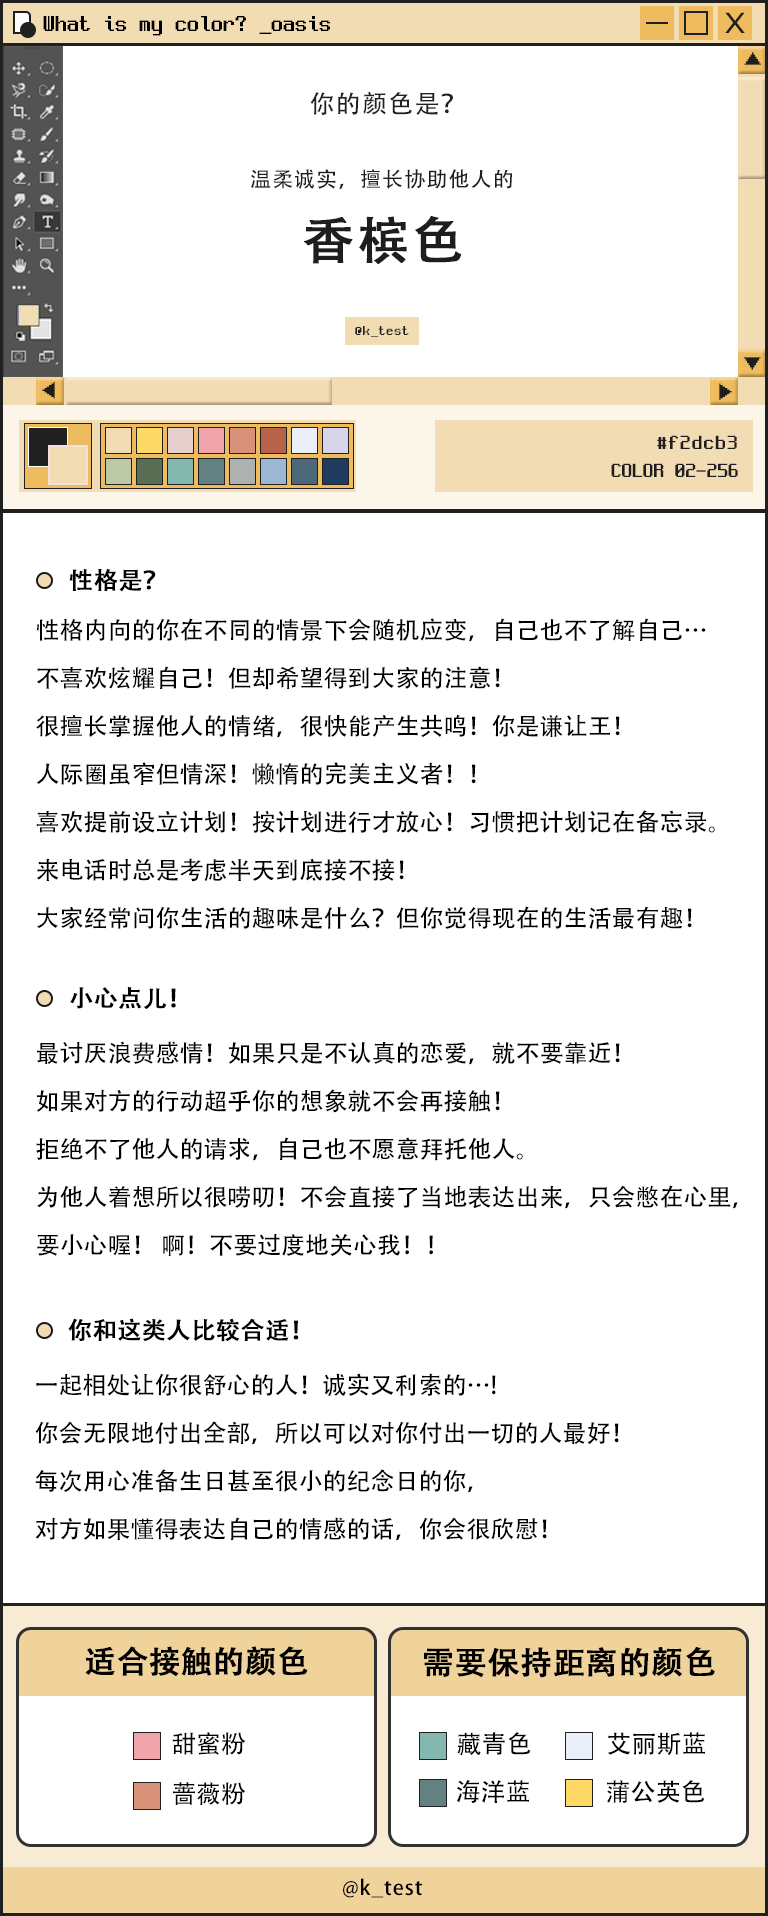 What is my color? _oasis
你的颜色是?
温柔诚实，擅长协助他人的
香槟色
@k_test
#f2dcb3
COLOR 02-256
性格是?
性格内向的你在不同的情景下会随机应变，自己也不了解自己…
不喜欢炫耀自己！但却希望得到大家的注意！
很擅长掌握他人的情绪，很快能产生共鸣！你是谦让王！
人际圈虽窄但情深！懒惰的完美主义者！！
喜欢提前设立计划！按计划进行才放心！习惯把计划记在备忘录。
来电话时总是考虑半天到底接不接！
大家经常问你生活的趣味是什么？但你觉得现在的生活最有趣！
小心点儿！
最讨厌浪费感情！如果只是不认真的恋爱，就不要靠近！
如果对方的行动超乎你的想象就不会再接触！
拒绝不了他人的请求，自己也不愿意拜托他人。
为他人着想所以很唠叨！不会直接了当地表达出来，只会憋在心里，
要小心喔！ 啊！不要过度地关心我！！
你和这类人比较合适！
一起相处让你很舒心的人！诚实又利索的…！
你会无限地付出全部，所以可以对你付出一切的人最好！
每次用心准备生日甚至很小的纪念日的你，
对方如果懂得表达自己的情感的话，你会很欣慰！
适合接触的颜色
甜蜜粉
蔷薇粉
需要保持距离的颜色
藏青色 艾丽斯蓝
海洋蓝 蒲公英色
@k_test